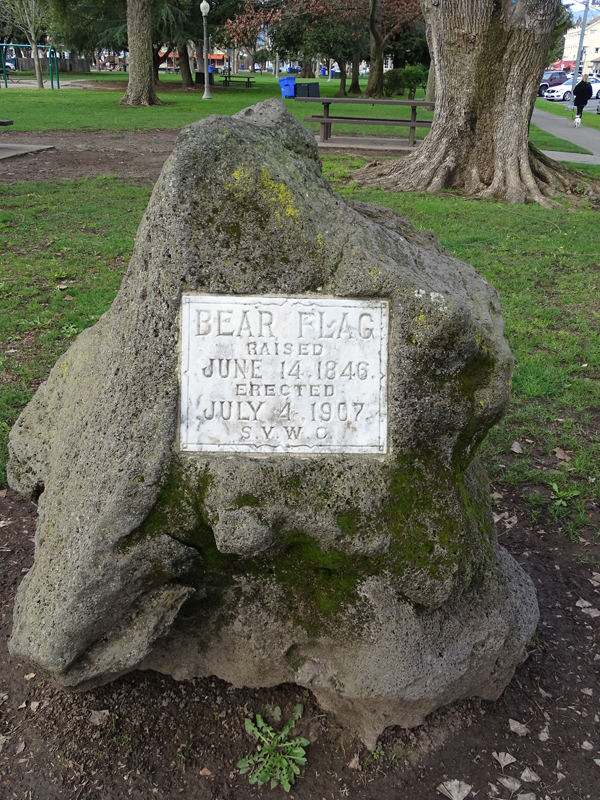 BEAR FLAG
RAISED
JUNE 14. 1846.
ERECTED
JULY 4. 1907.
S.V.W.C